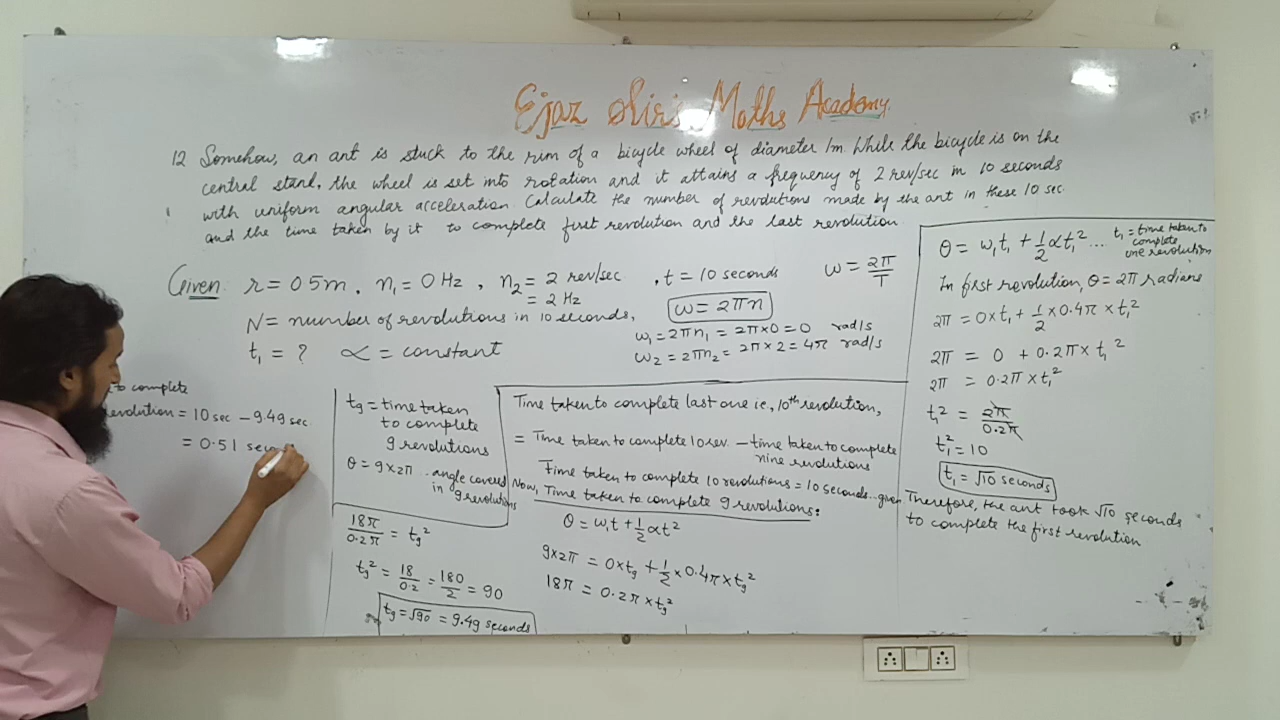 Ejaz Sir's Maths Academy
12 Somehow, an ant is stuck to the rim of a bicycle wheel of diameter 1m. While the bicycle is on the
central stand, the wheel is set into rotation and it attains a frequency of 2 rev/sec in 10 seconds
with uniform angular acceleration. Calculate the number of revolutions made by the ant in these 10 sec.
and the time taken by it to complete first revolution and the last revolution.
Given: r = 0.5m, n₁ = 0 Hz, n₂ = 2 rev/sec, t = 10 seconds
= 2 Hz
ω = 2π/T
ω = 2πn
N = number of revolutions in 10 seconds,
t₁ = ? α = constant
ω₁ = 2πn₁ = 2π×0 = 0 rad/s
ω₂ = 2πn₂ = 2π×2 = 4π rad/s
θ = ω₁t₁ + 1/2 αt₁² .... t₁ = time taken to
complete
one revolution
In first revolution, θ = 2π radians
2π = 0×t₁ + 1/2 × 0.4π × t₁²
2π = 0 + 0.2π × t₁²
2π = 0.2π × t₁²
t₁² = 2π/0.2π
t₁² = 10
t₁ = √10 seconds
Therefore, the ant took √10 seconds
to complete the first revolution
Time taken to complete last one i.e., 10th revolution,
= Time taken to complete 10 rev. – time taken to complete
nine revolutions
Time taken to complete 10 revolutions = 10 seconds...given
Now, Time taken to complete 9 revolutions:
θ = ω₁t + 1/2 αt²
9×2π = 0×t₉ + 1/2 × 0.4π × t₉²
18π = 0.2π × t₉²
t₉ = time taken
to complete
9 revolutions
θ = 9×2π .. angle covered
in 9 revolutions
18π/0.2π = t₉²
t₉² = 18/0.2 = 180/2 = 90
t₉ = √90 = 9.49 seconds
to complete
revolution = 10 sec – 9.49 sec
= 0.51